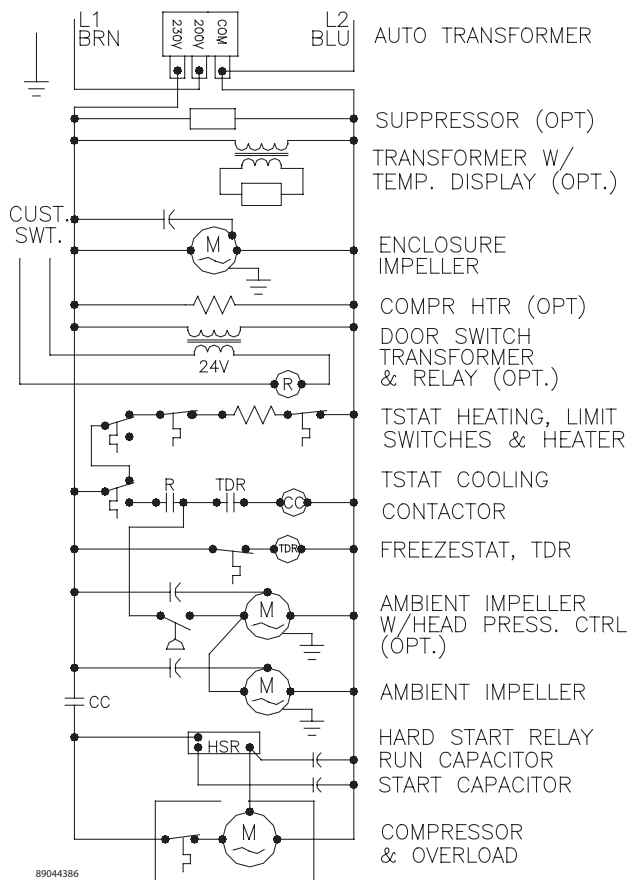 L1
BRN
230V
200V
COM
L2
BLU
AUTO TRANSFORMER
SUPPRESSOR (OPT)
TRANSFORMER W/
TEMP. DISPLAY (OPT.)
CUST.
SWT.
M
ENCLOSURE
IMPELLER
COMPR HTR (OPT)
DOOR SWITCH
TRANSFORMER
& RELAY (OPT.)
24V
R
TSTAT HEATING, LIMIT
SWITCHES & HEATER
TSTAT COOLING
R
TDR
CC
CONTACTOR
TDR
FREEZESTAT, TDR
M
AMBIENT IMPELLER
W/HEAD PRESS. CTRL
(OPT.)
M
AMBIENT IMPELLER
CC
HSR
HARD START RELAY
RUN CAPACITOR
START CAPACITOR
M
COMPRESSOR
& OVERLOAD
89044386